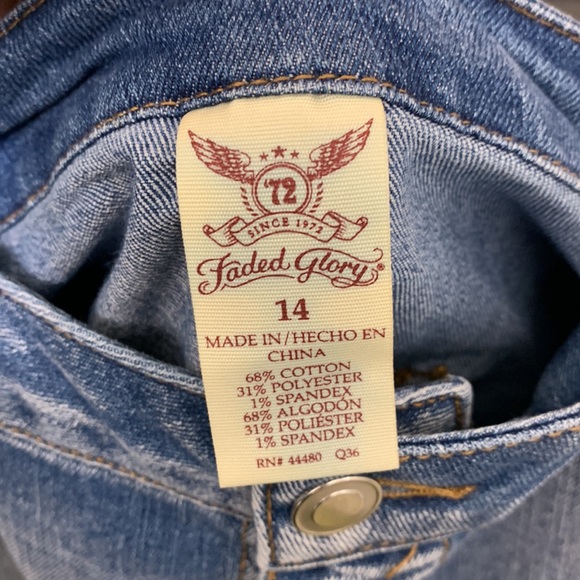 '72
SINCE 1972
Faded Glory®
14
MADE IN/HECHO EN
CHINA
68% COTTON
31% POLYESTER
1% SPANDEX
68% ALGODÓN
31% POLIÉSTER
1% SPANDEX
RN# 44480 Q36